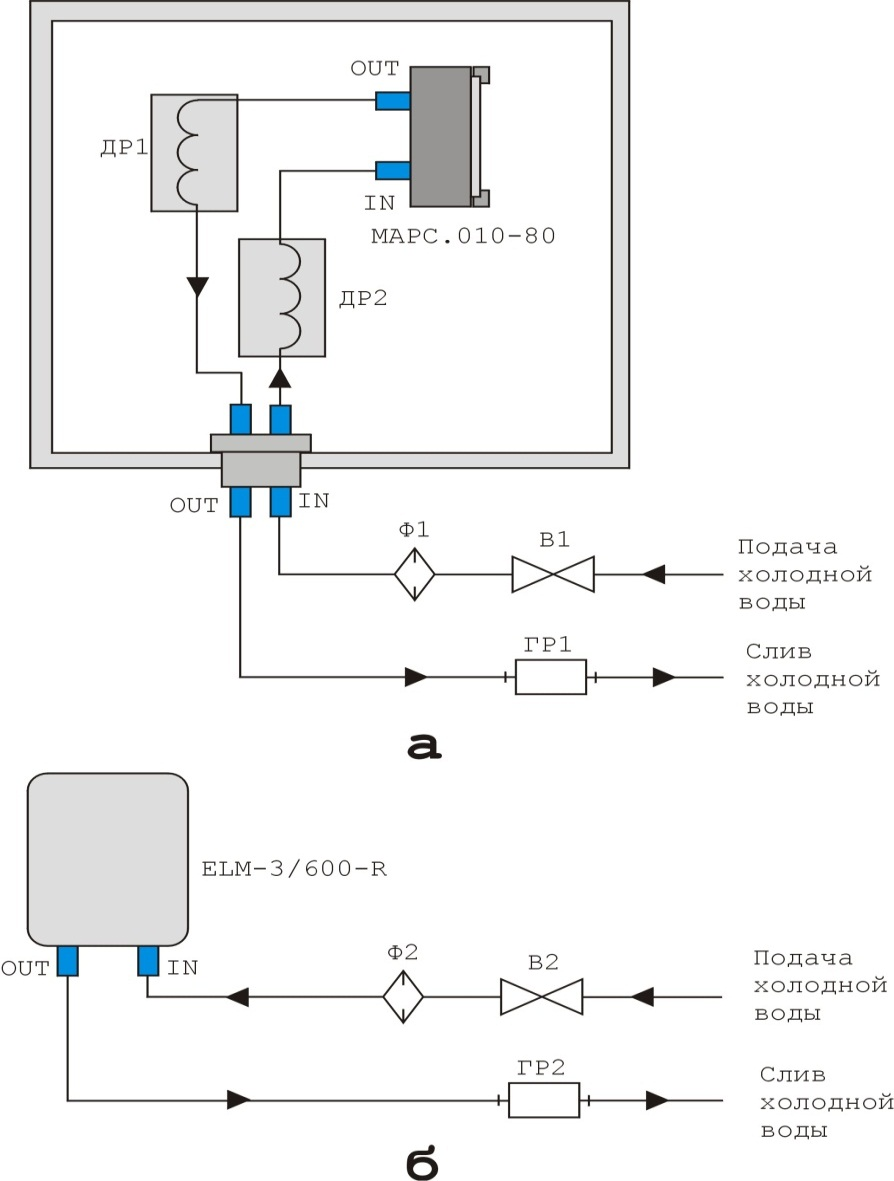 OUT
ДР1
IN
МАРС.010-80
ДР2
OUT
IN
Ф1
В1
Подача
холодной
воды
ГР1
Слив
холодной
воды
а
ELM-3/600-R
OUT
IN
Ф2
В2
Подача
холодной
воды
ГР2
Слив
холодной
воды
б